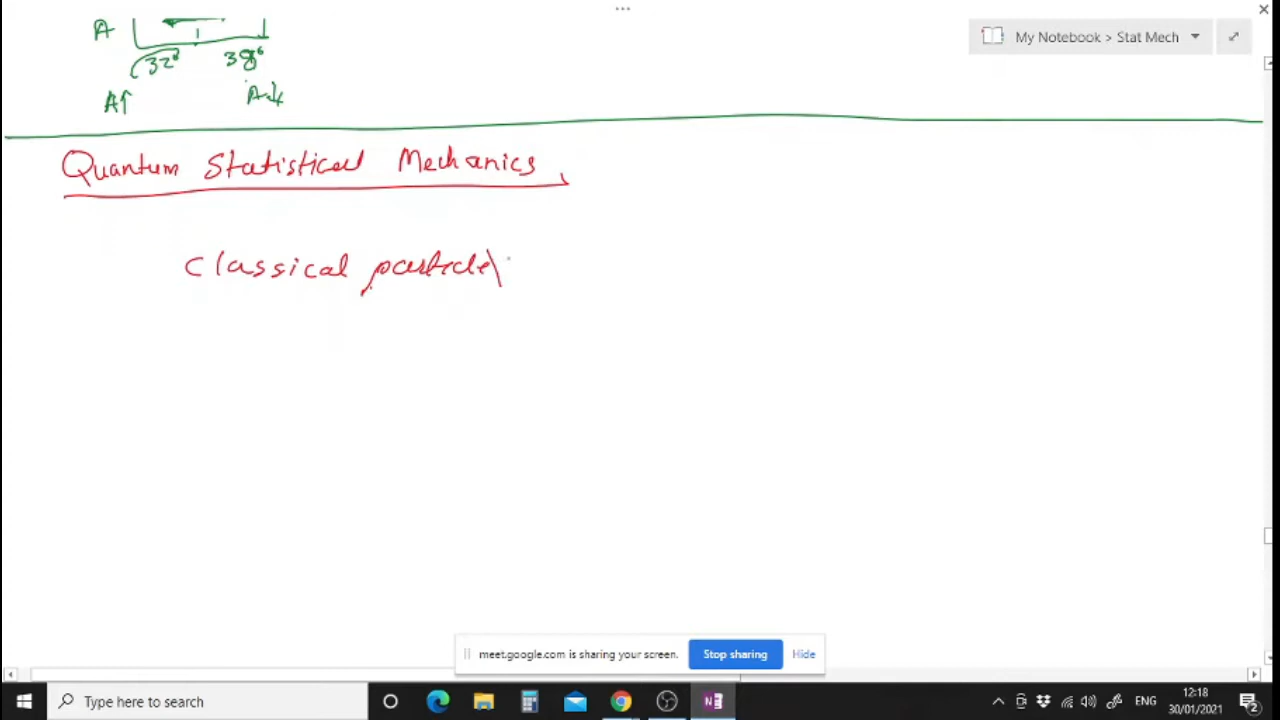 My Notebook > Stat Mech
A
32°
38°
A↑
A↓
Quantum Statistical Mechanics
Classical particle
meet.google.com is sharing your screen. Stop sharing Hide
Type here to search
ENG
12:18
30/01/2021
2